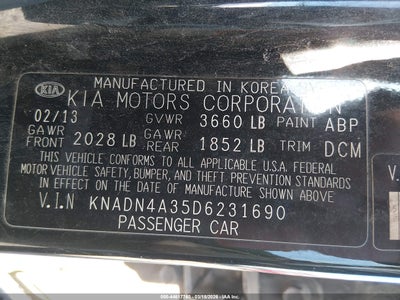 MANUFACTURED IN KOREA
KIA KIA MOTORS CORPORATION
02/13 GVWR 3660 LB PAINT ABP
GAWR GAWR
FRONT 2028 LB REAR 1852 LB TRIM DCM
THIS VEHICLE CONFORMS TO ALL APPLICABLE U.S.A. FEDERAL
MOTOR VEHICLE SAFETY, BUMPER, AND THEFT PREVENTION STANDARDS
IN EFFECT ON THE DATE OF MANUFACTURE SHOWN ABOVE
V.I.N KNADN4A35D6231690
PASSENGER CAR